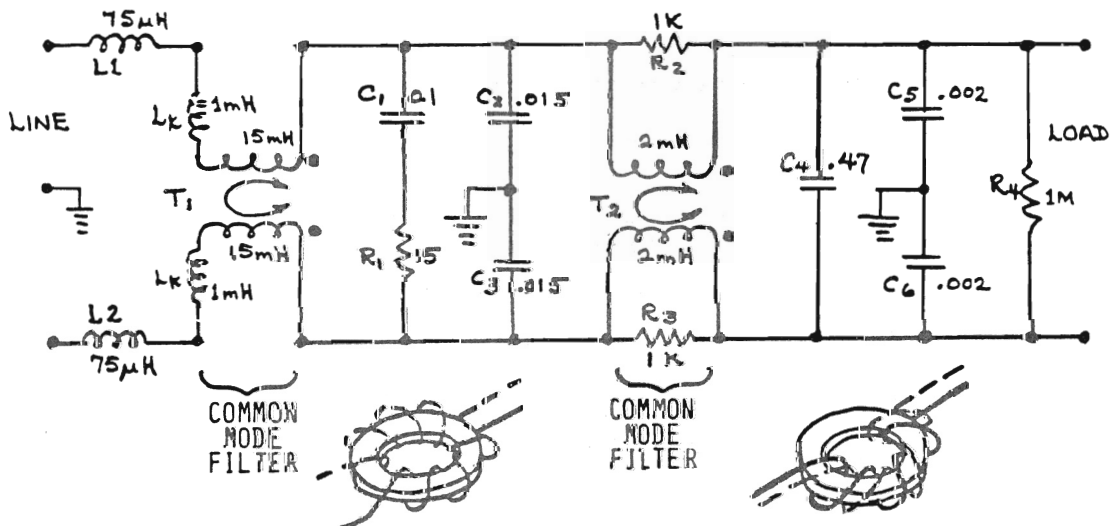 75µH
L1
LINE
LK
1mH
15mH
T1
15mH
LK
1mH
L2
75µH
COMMON
MODE
FILTER
C1 .01
R1 15
C2 .015
C3 .015
1K
R2
2mH
T2
2mH
R3
1K
COMMON
MODE
FILTER
C4 .47
C5 .002
C6 .002
LOAD
R4
1M